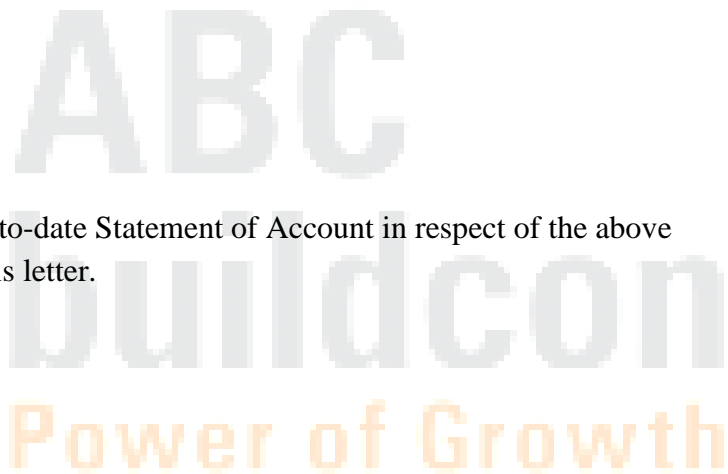 ABC
to-date Statement of Account in respect of the above
s letter.
buildcon
Power of Growth